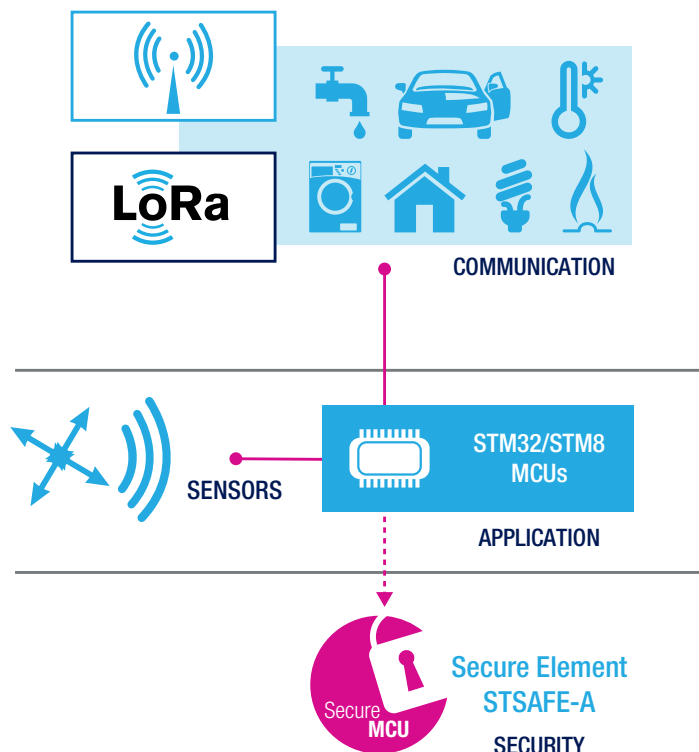 LoRa
COMMUNICATION
SENSORS
STM32/STM8
MCUs
APPLICATION
Secure
MCU
Secure Element
STSAFE-A
SECURITY